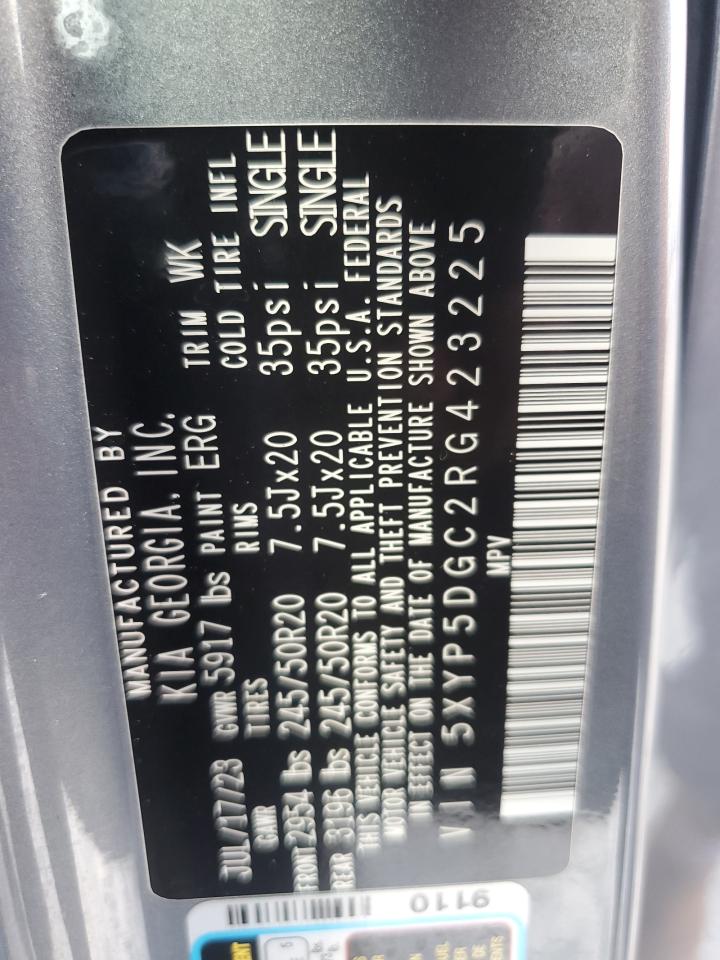 MANUFACTURED BY
KIA GEORGIA, INC.
JUL/17/23 GVWR 5917 lbs PAINT ERG TRIM WK
GAWR TIRES RIMS COLD TIRE INFL
FRONT 2954 lbs 245/50R20 7.5Jx20 35psi SINGLE
REAR 3196 lbs 245/50R20 7.5Jx20 35psi SINGLE
THIS VEHICLE CONFORMS TO ALL APPLICABLE U.S.A. FEDERAL
MOTOR VEHICLE SAFETY AND THEFT PREVENTION STANDARDS
IN EFFECT ON THE DATE OF MANUFACTURE SHOWN ABOVE
VIN 5XYP5DGC2RG423225
MPV
9110